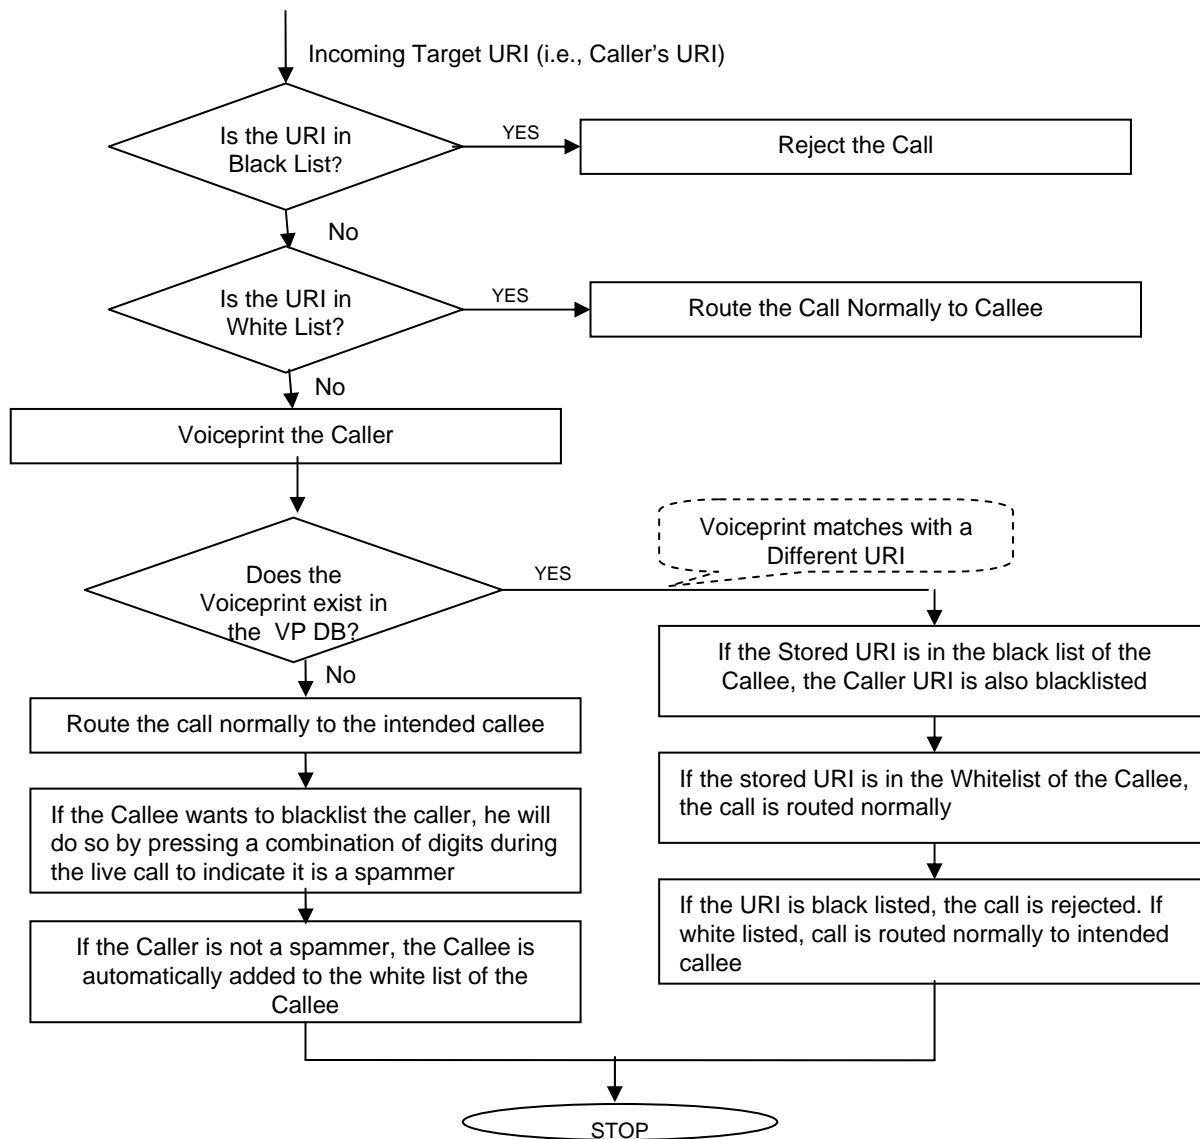 Incoming Target URI (i.e., Caller's URI)
Is the URI in
Black List?
YES
Reject the Call
No
Is the URI in
White List?
YES
Route the Call Normally to Callee
No
Voiceprint the Caller
Does the
Voiceprint exist in
the VP DB?
YES
Voiceprint matches with a
Different URI
No
Route the call normally to the intended callee
If the Callee wants to blacklist the caller, he will
do so by pressing a combination of digits during
the live call to indicate it is a spammer
If the Caller is not a spammer, the Callee is
automatically added to the white list of the
Callee
If the Stored URI is in the black list of the
Callee, the Caller URI is also blacklisted
If the stored URI is in the Whitelist of the Callee,
the call is routed normally
If the URI is black listed, the call is rejected. If
white listed, call is routed normally to intended
callee
STOP